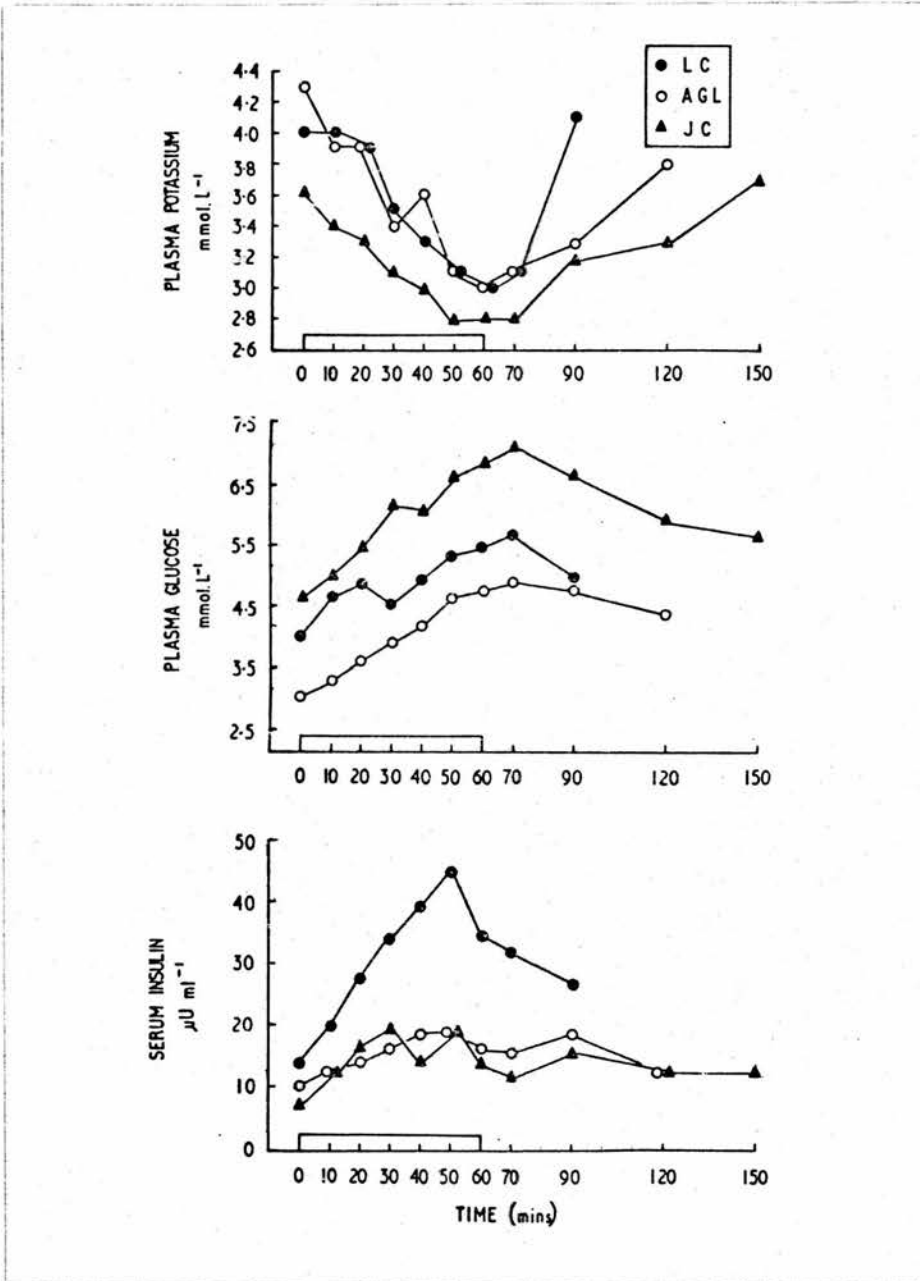 ● LC
○ AGL
▲ JC
PLASMA POTASSIUM
mmol. L⁻¹
4·4
4·2
4·0
3·8
3·6
3·4
3·2
3·0
2·8
2·6
0 10 20 30 40 50 60 70 90 120 150
PLASMA GLUCOSE
mmol. L⁻¹
7·5
6·5
5·5
4·5
3·5
2·5
0 10 20 30 40 50 60 70 90 120 150
SERUM INSULIN
µU ml⁻¹
50
40
30
20
10
0
0 10 20 30 40 50 60 70 90 120 150
TIME (mins)